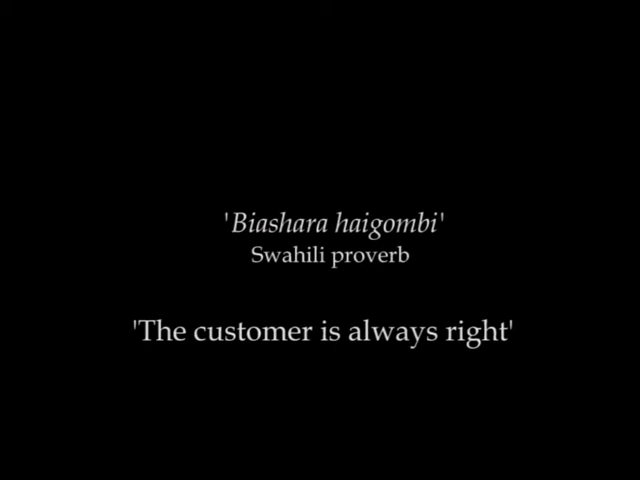 'Biashara haigombi'
Swahili proverb
'The customer is always right'